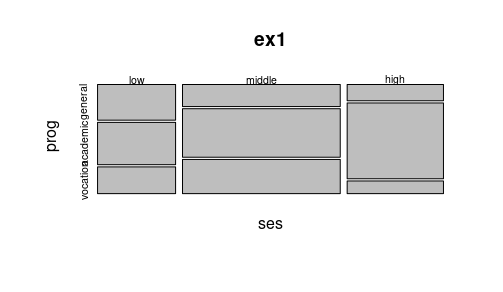 ex1
low middle high
prog
general
academic
vocation
ses